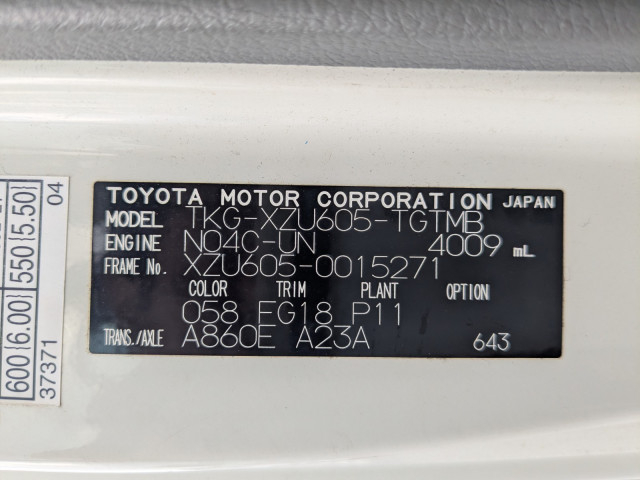 TOYOTA MOTOR CORPORATION JAPAN
MODEL TKG-XZU605-TGTMB
ENGINE N04C-UN 4009 mL
FRAME No. XZU605-0015271
COLOR TRIM PLANT OPTION
058 FG18 P11
TRANS./AXLE A860E A23A 643
600(6.00) 550(5.50)
37371 04